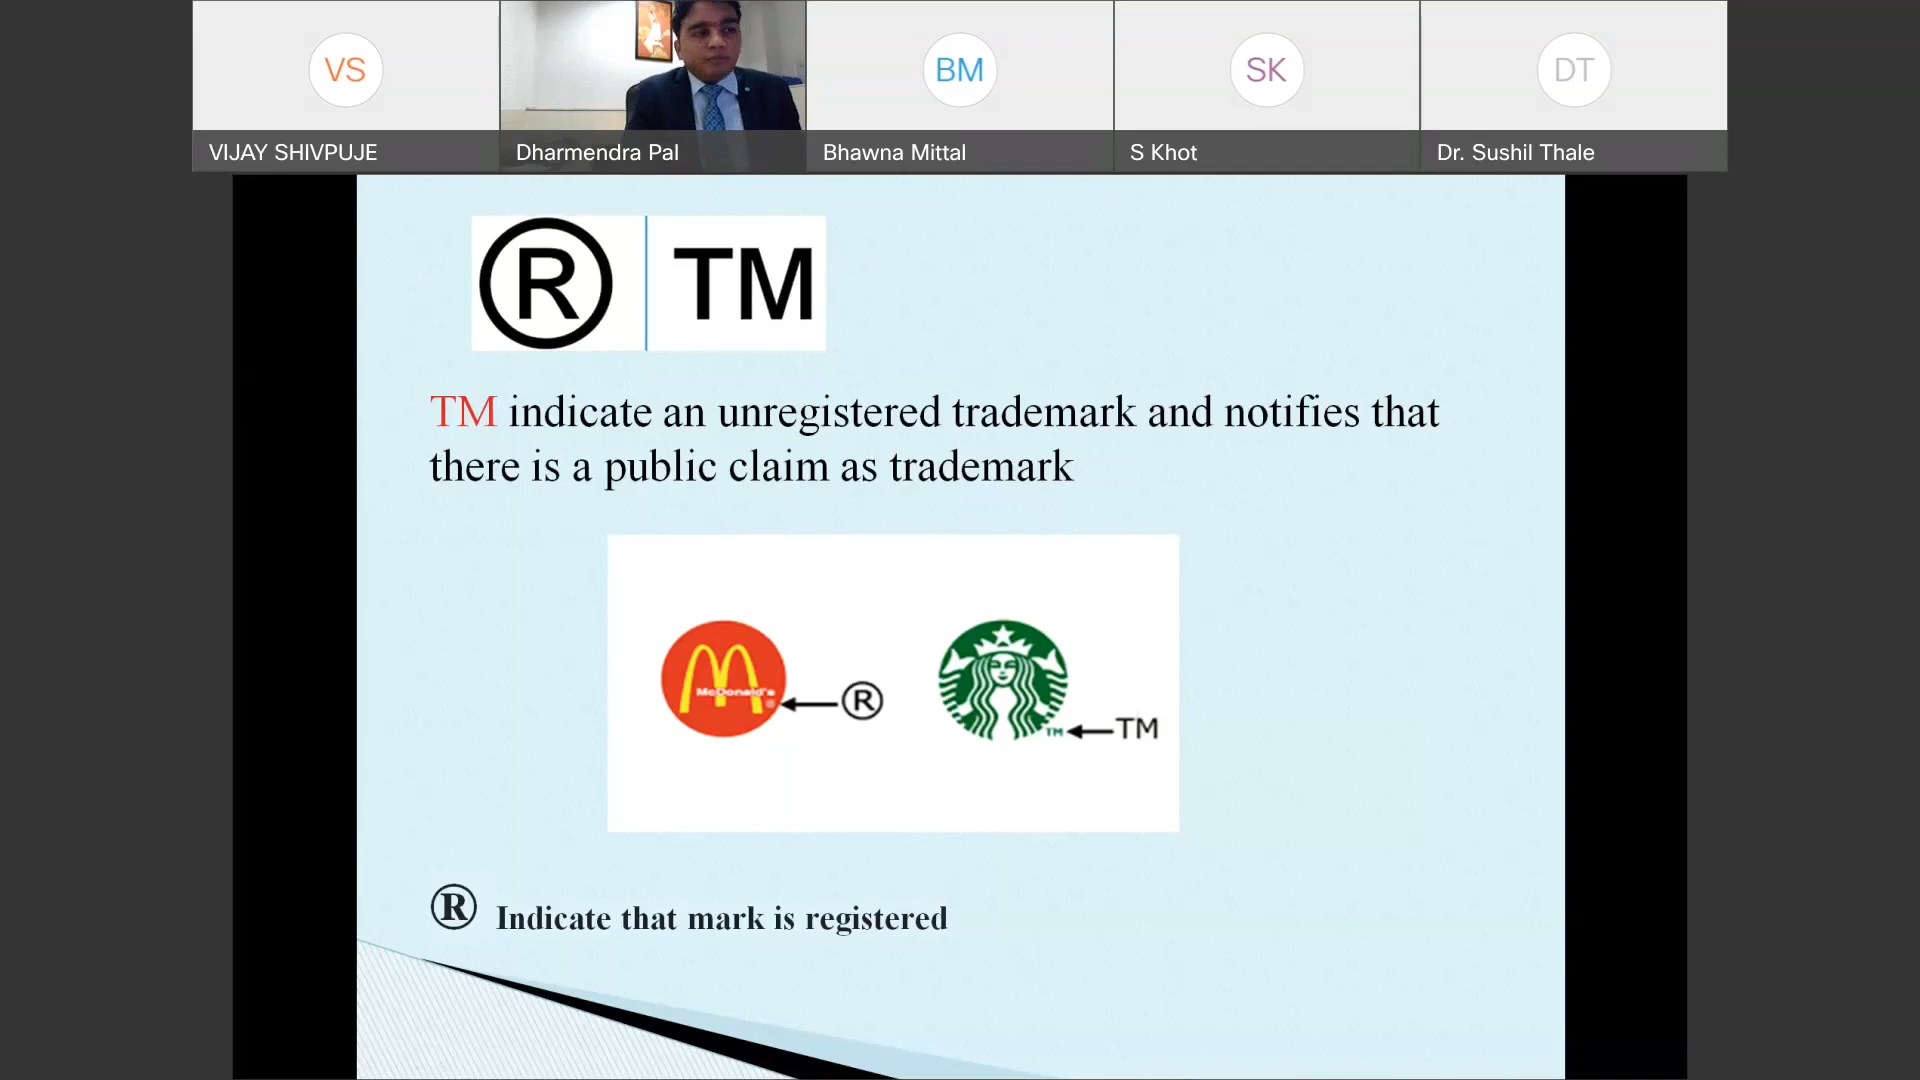 VS
BM
SK
DT
VIJAY SHIVPUJE
Dharmendra Pal
Bhawna Mittal
S Khot
Dr. Sushil Thale
® TM
TM indicate an unregistered trademark and notifies that
there is a public claim as trademark
McDonald's
®
®
TM
TM
® Indicate that mark is registered